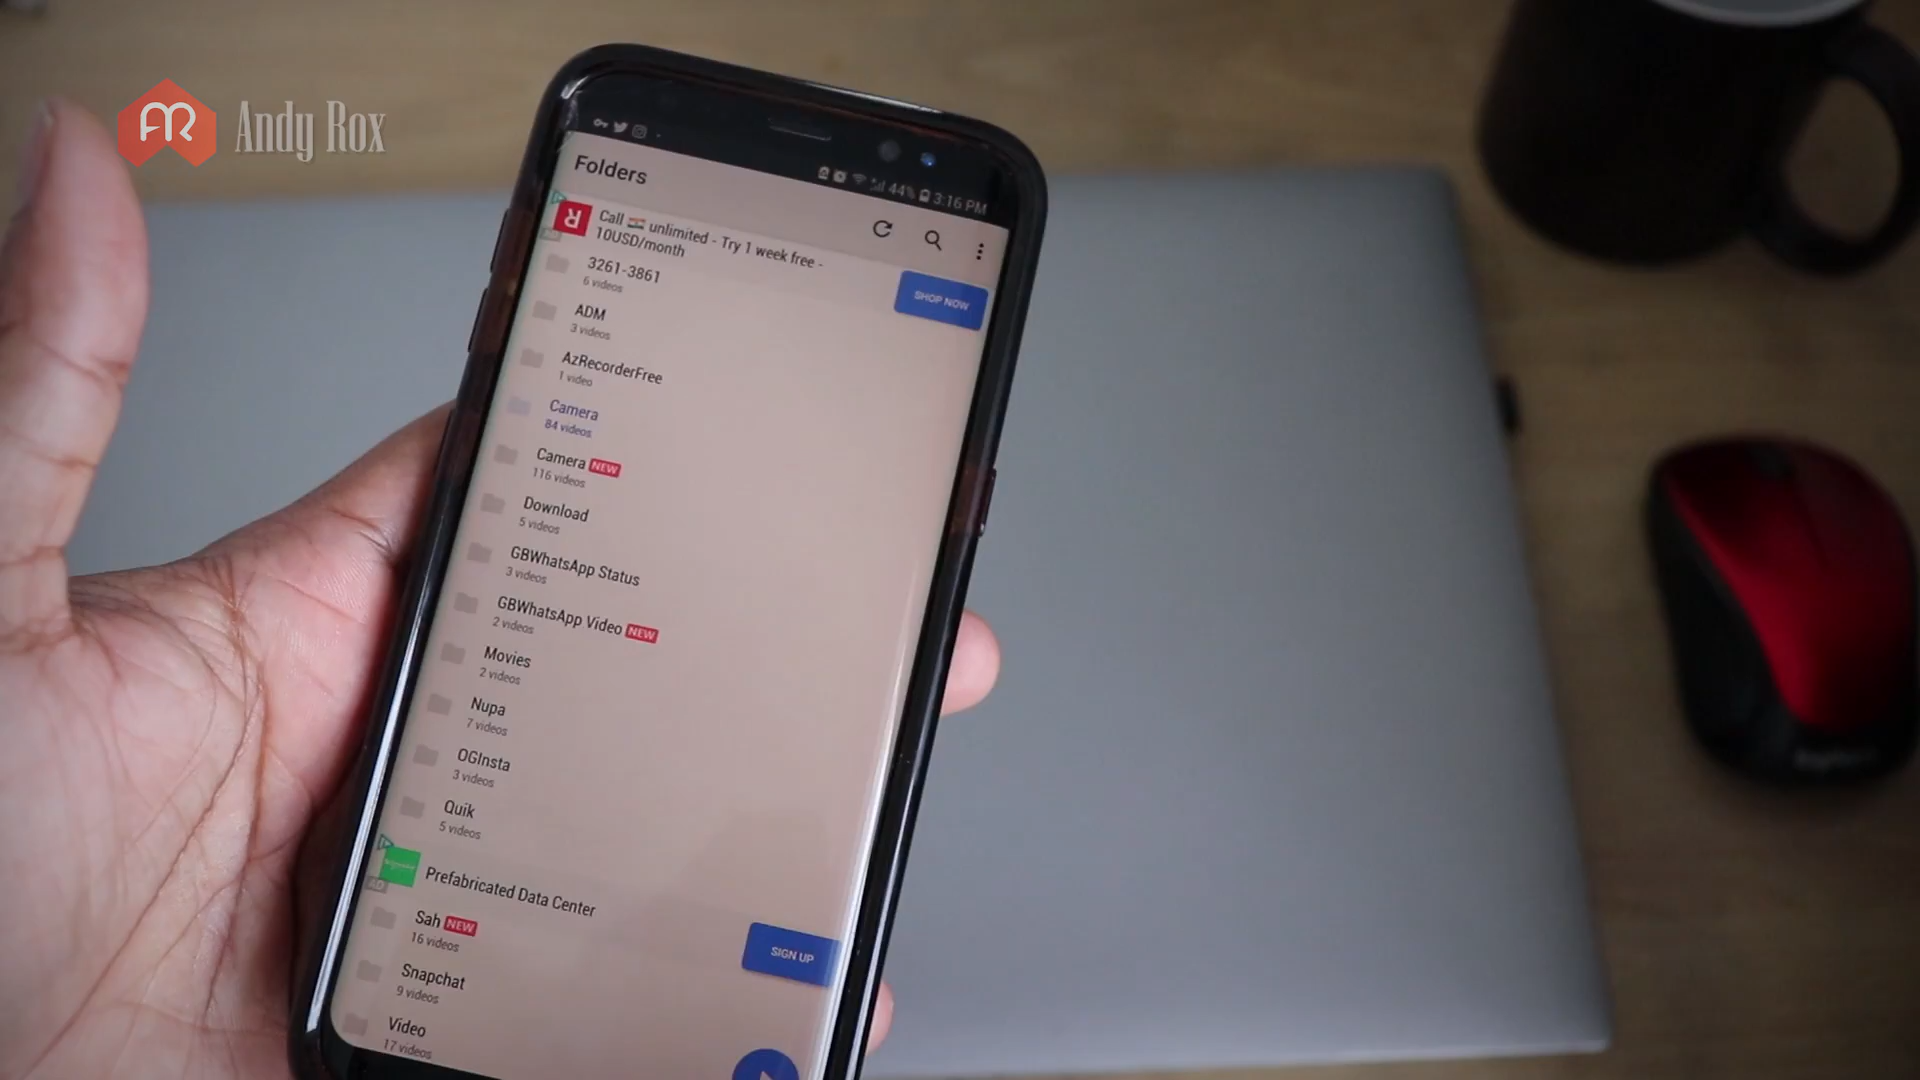 Andy Rox
44% 3:16 PM
Folders
Call unlimited - Try 1 week free -
10USD/month
SHOP NOW
3261-3861
6 videos
ADM
3 videos
AzRecorderFree
1 video
Camera
84 videos
Camera NEW
116 videos
Download
5 videos
GBWhatsApp Status
3 videos
GBWhatsApp Video NEW
2 videos
Movies
2 videos
Nupa
7 videos
OGInsta
3 videos
Quik
5 videos
AD
Prefabricated Data Center
SIGN UP
Sah NEW
16 videos
Snapchat
9 videos
Video
17 videos